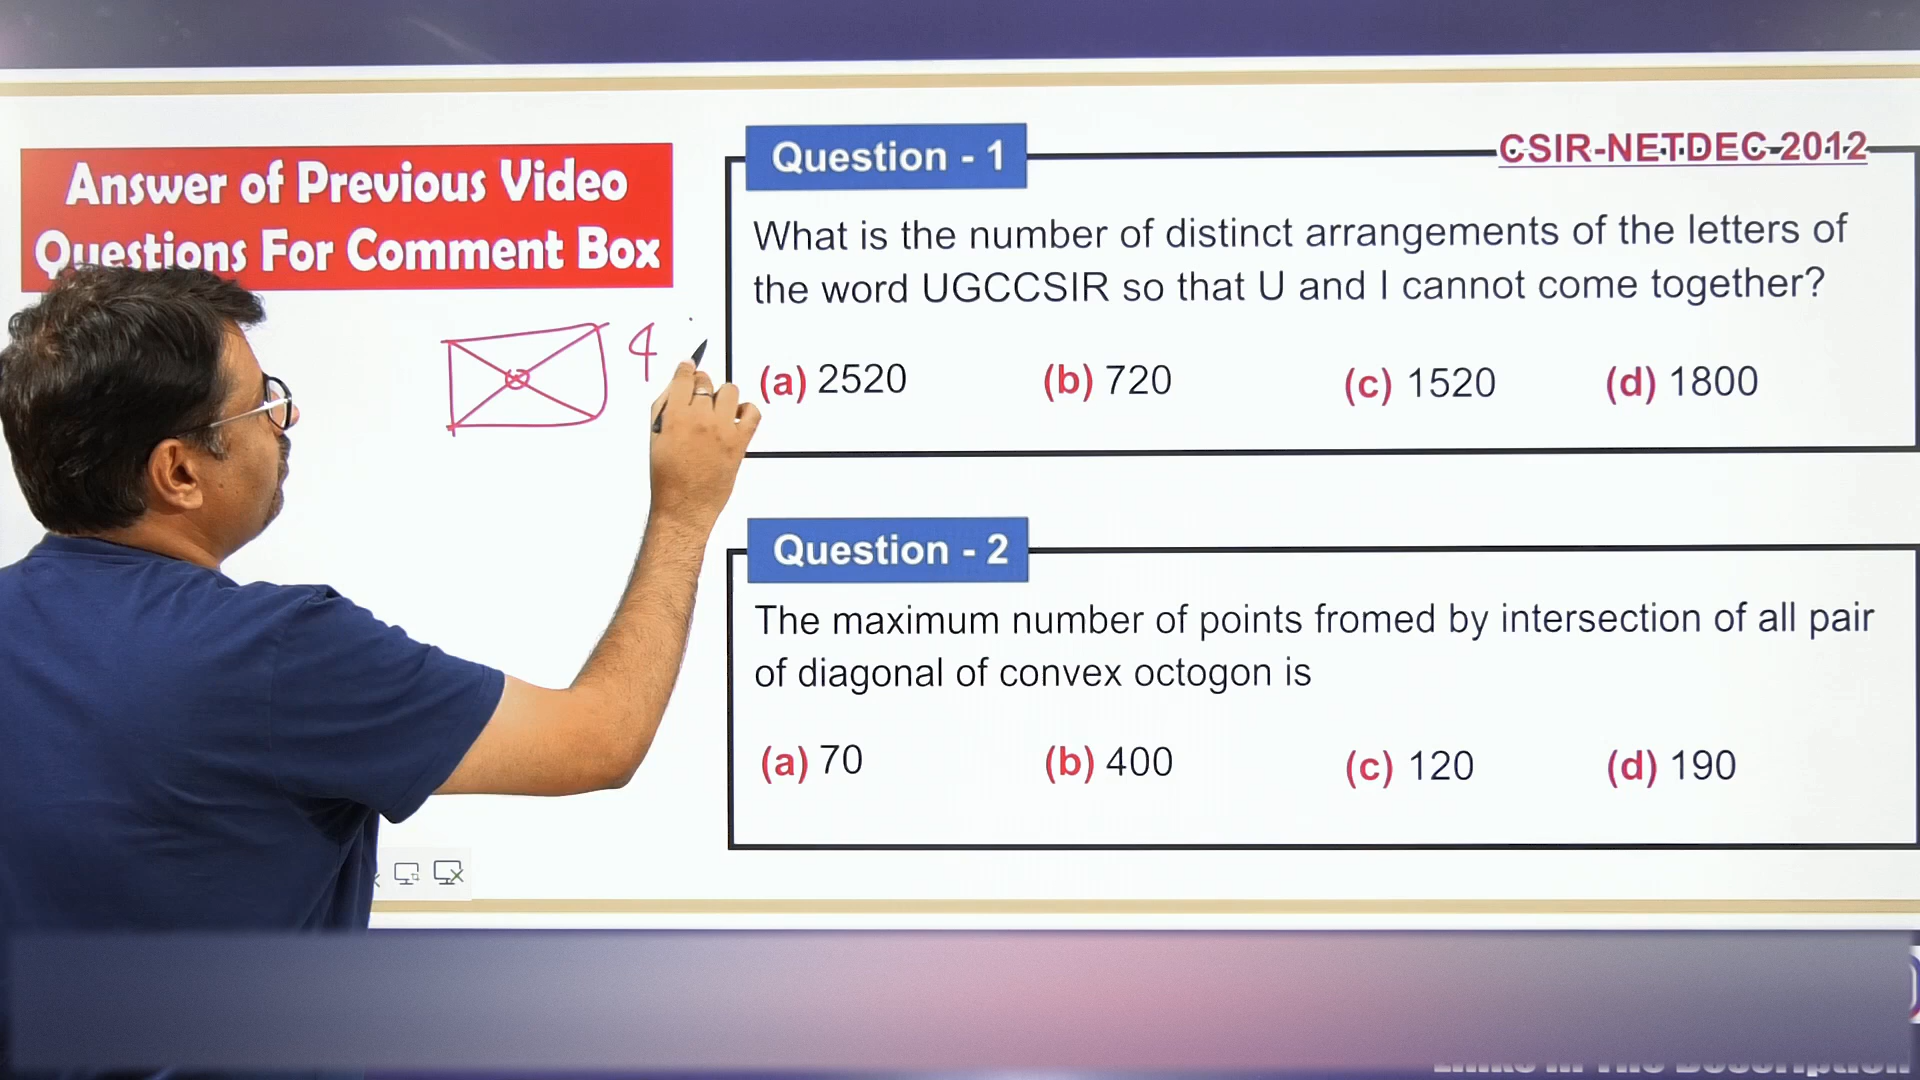 Answer of Previous Video
Questions For Comment Box
4
Question - 1
CSIR-NETDEC-2012
What is the number of distinct arrangements of the letters of
the word UGCCSIR so that U and I cannot come together?
(a) 2520 (b) 720 (c) 1520 (d) 1800
Question - 2
The maximum number of points fromed by intersection of all pair
of diagonal of convex octogon is
(a) 70 (b) 400 (c) 120 (d) 190